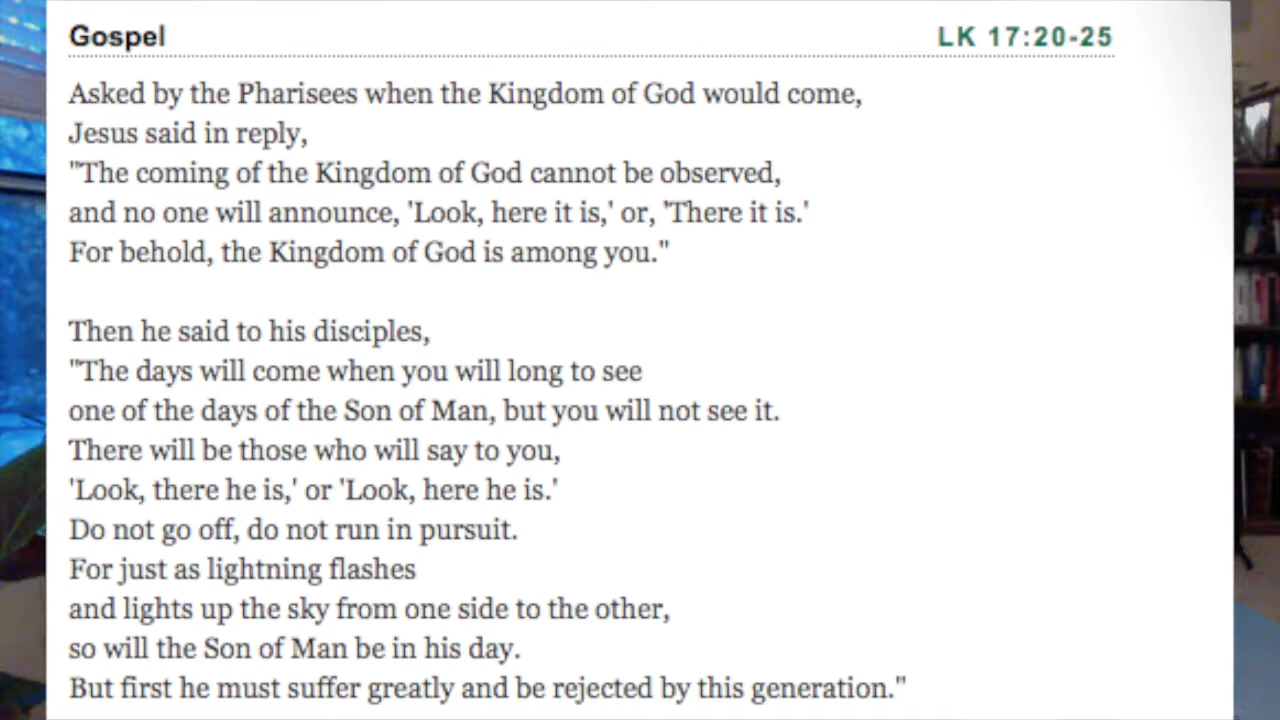 Gospel
LK 17:20-25
Asked by the Pharisees when the Kingdom of God would come,
Jesus said in reply,
"The coming of the Kingdom of God cannot be observed,
and no one will announce, 'Look, here it is,' or, 'There it is.'
For behold, the Kingdom of God is among you."
Then he said to his disciples,
"The days will come when you will long to see
one of the days of the Son of Man, but you will not see it.
There will be those who will say to you,
'Look, there he is,' or 'Look, here he is.'
Do not go off, do not run in pursuit.
For just as lightning flashes
and lights up the sky from one side to the other,
so will the Son of Man be in his day.
But first he must suffer greatly and be rejected by this generation."